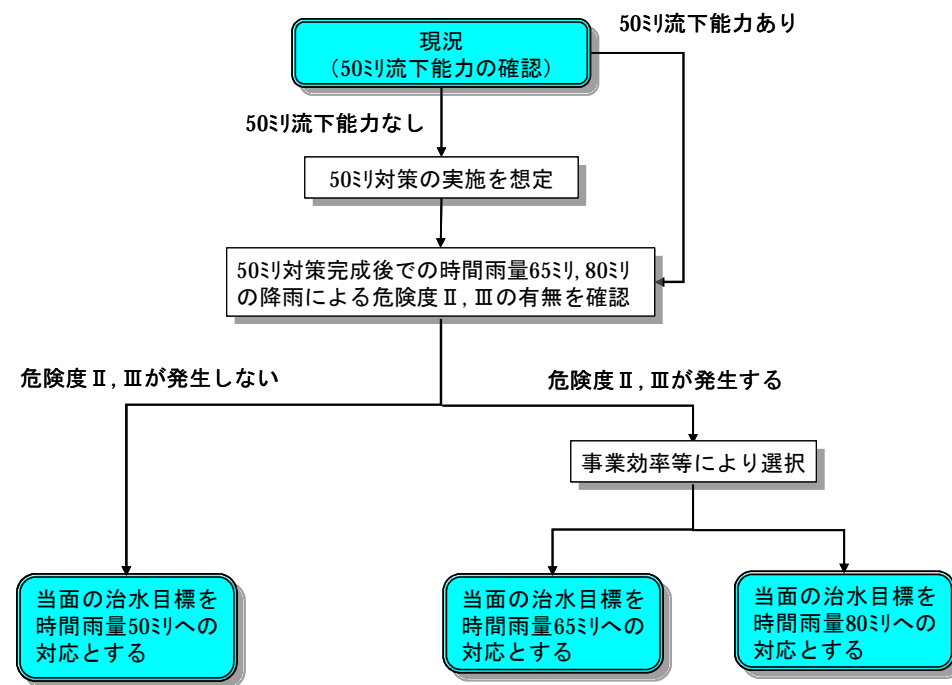 50ﾐﾘ流下能力あり
現況
（50ﾐﾘ流下能力の確認）
50ﾐﾘ流下能力なし
50ﾐﾘ対策の実施を想定
50ﾐﾘ対策完成後での時間雨量65ﾐﾘ,80ﾐﾘ
の降雨による危険度Ⅱ,Ⅲの有無を確認
危険度Ⅱ,Ⅲが発生しない
危険度Ⅱ,Ⅲが発生する
事業効率等により選択
当面の治水目標を
時間雨量50ﾐﾘへの
対応とする
当面の治水目標を
時間雨量65ﾐﾘへの
対応とする
当面の治水目標を
時間雨量80ﾐﾘへの
対応とする